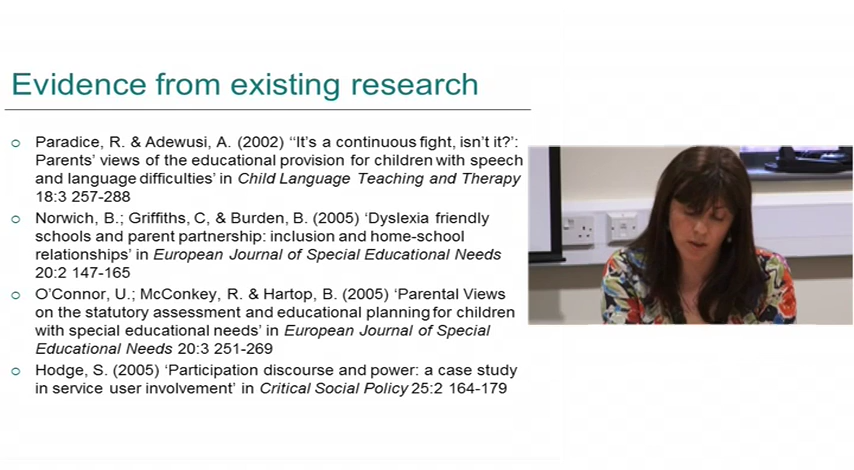 Evidence from existing research
Paradice, R. & Adewusi, A. (2002) ‘‘It’s a continuous fight, isn’t it?’:
Parents’ views of the educational provision for children with speech
and language difficulties’ in Child Language Teaching and Therapy
18:3 257-288
Norwich, B.; Griffiths, C, & Burden, B. (2005) ‘Dyslexia friendly
schools and parent partnership: inclusion and home-school
relationships’ in European Journal of Special Educational Needs
20:2 147-165
O’Connor, U.; McConkey, R. & Hartop, B. (2005) ‘Parental Views
on the statutory assessment and educational planning for children
with special educational needs’ in European Journal of Special
Educational Needs 20:3 251-269
Hodge, S. (2005) ‘Participation discourse and power: a case study
in service user involvement’ in Critical Social Policy 25:2 164-179